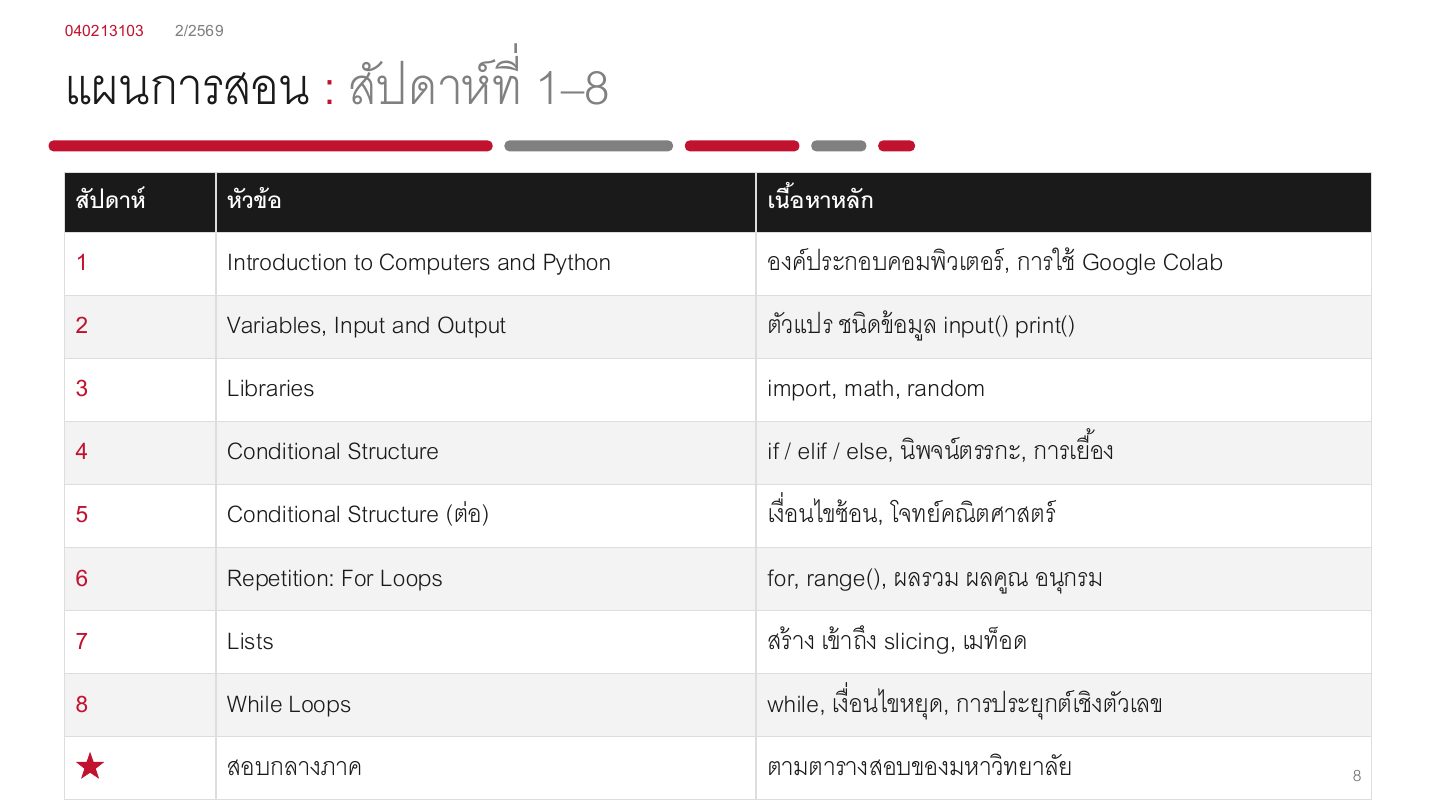 040213103 2/2569
แผนการสอน : สัปดาห์ที่ 1–8
สัปดาห์ หัวข้อ เนื้อหาหลัก
1 Introduction to Computers and Python องค์ประกอบคอมพิวเตอร์, การใช้ Google Colab
2 Variables, Input and Output ตัวแปร ชนิดข้อมูล input() print()
3 Libraries import, math, random
4 Conditional Structure if / elif / else, นิพจน์ตรรกะ, การเยื้อง
5 Conditional Structure (ต่อ) เงื่อนไขซ้อน, โจทย์คณิตศาสตร์
6 Repetition: For Loops for, range(), ผลรวม ผลคูณ อนุกรม
7 Lists สร้าง เข้าถึง slicing, เมท็อด
8 While Loops while, เงื่อนไขหยุด, การประยุกต์เชิงตัวเลข
★ สอบกลางภาค ตามตารางสอบของมหาวิทยาลัย
8